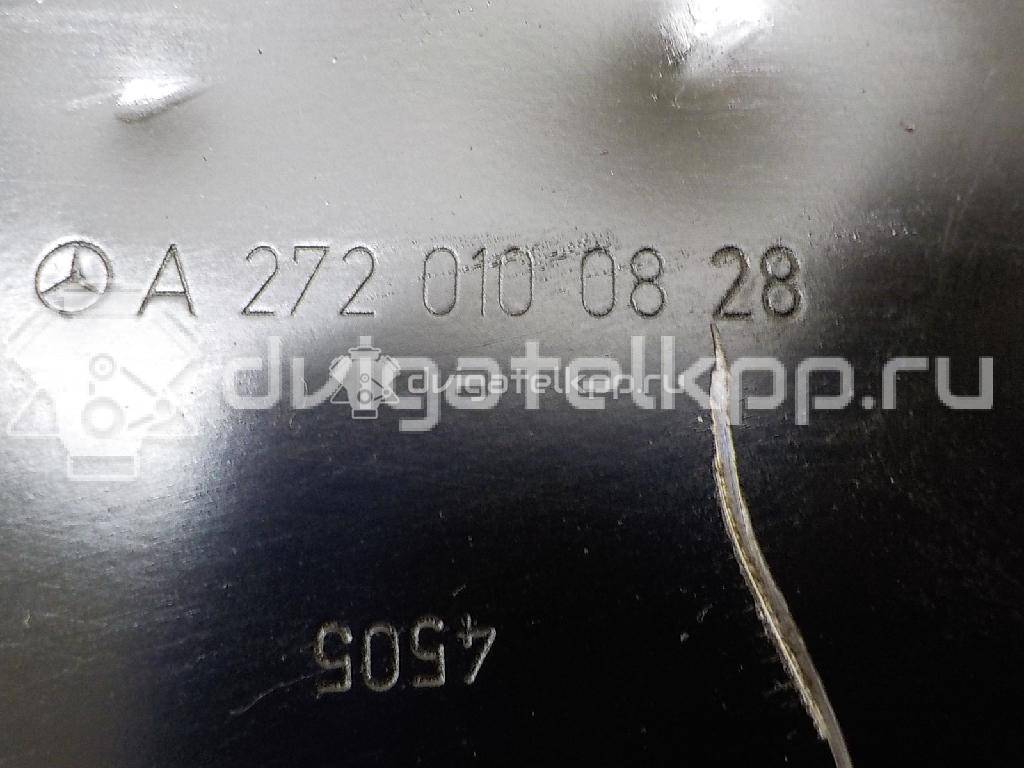 A 272 010 08 28
dvigatelkpp.ru
dvigatelkpp.ru
4505